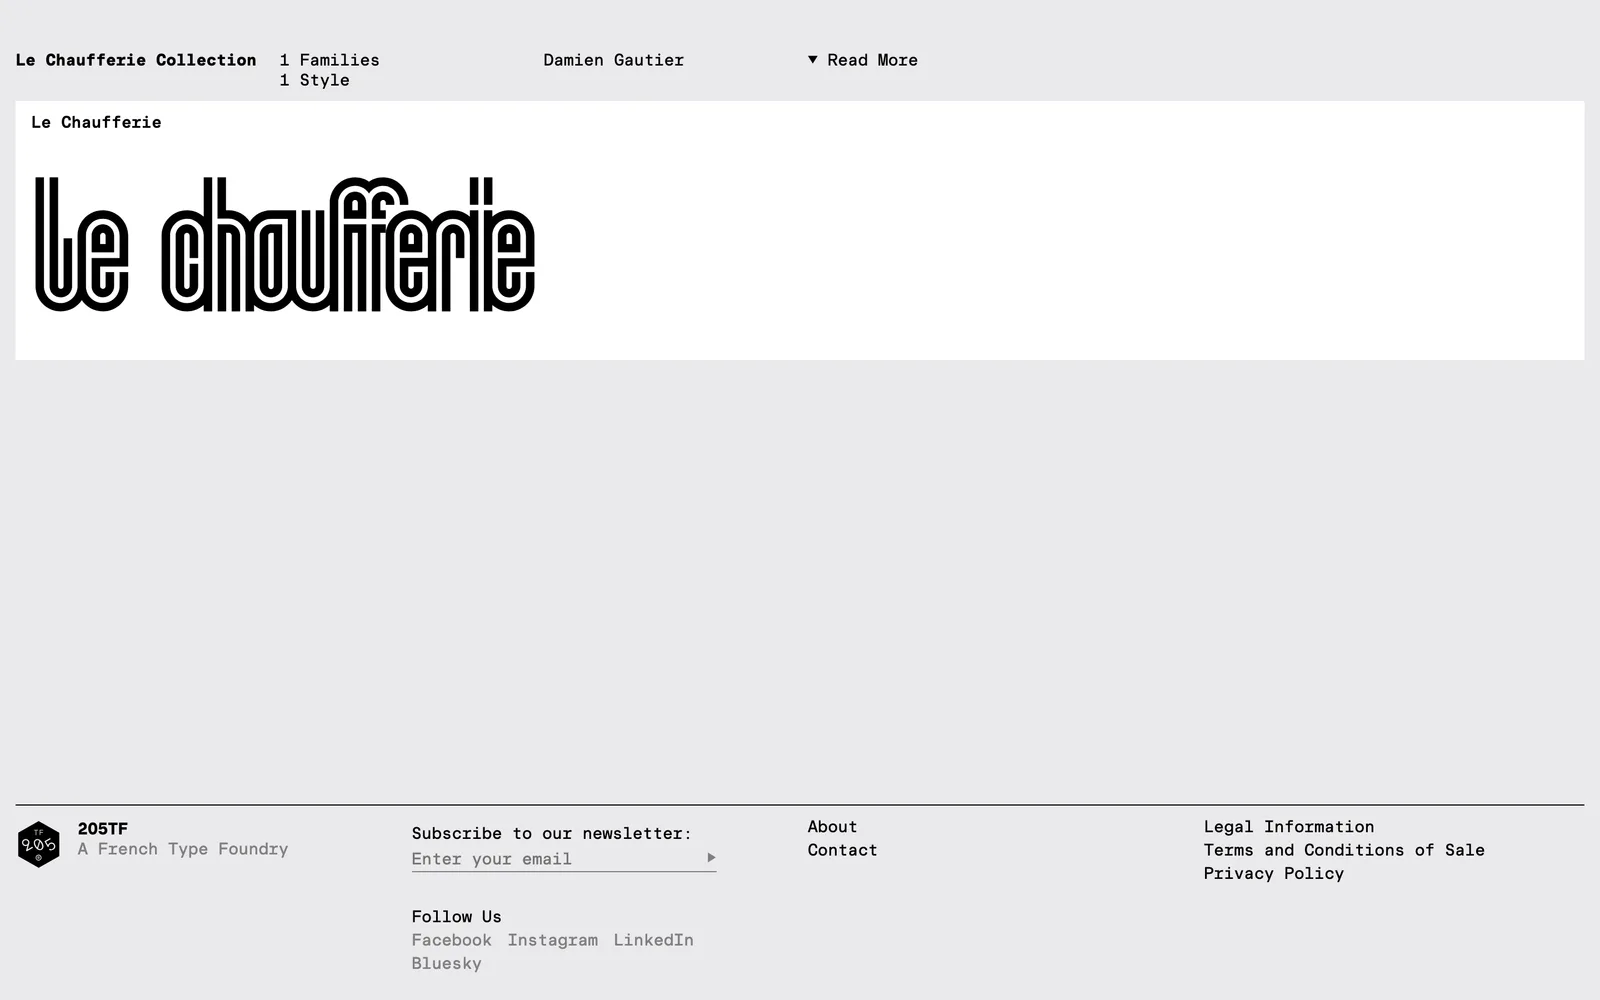 Le Chaufferie Collection
1 Families
1 Style
Damien Gautier
▼ Read More
Le Chaufferie
Le chaufferie
TF
205
205TF
A French Type Foundry
Subscribe to our newsletter:
Enter your email
Follow Us
Facebook Instagram LinkedIn
Bluesky
About
Contact
Legal Information
Terms and Conditions of Sale
Privacy Policy